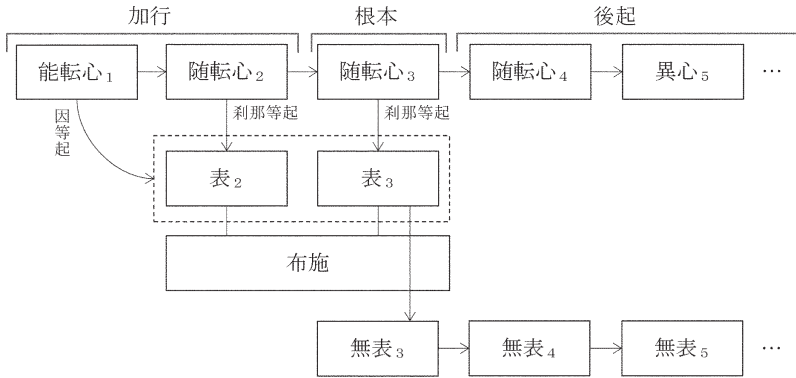 加行 根本 後起
能転心1 随転心2 随転心3 随転心4 異心5 …
因等起 刹那等起 刹那等起
表2 表3
布施
無表3 無表4 無表5 …